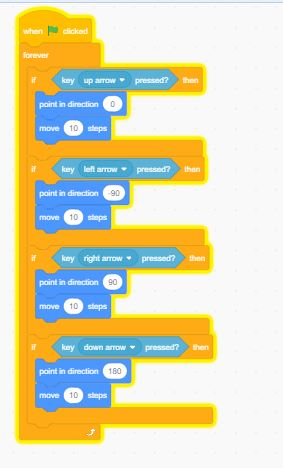 when clicked
forever
if key up arrow pressed? then
point in direction 0
move 10 steps
if key left arrow pressed? then
point in direction -90
move 10 steps
if key right arrow pressed? then
point in direction 90
move 10 steps
if key down arrow pressed? then
point in direction 180
move 10 steps